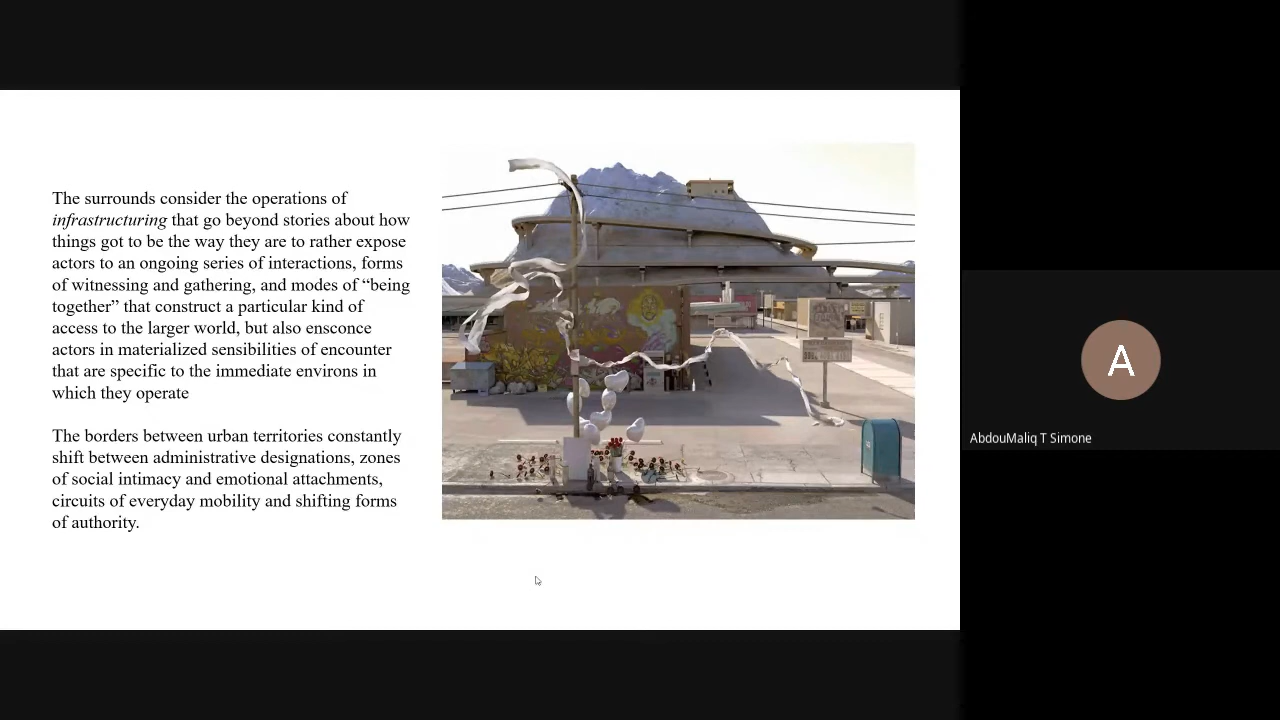 The surrounds consider the operations of
infrastructuring that go beyond stories about how
things got to be the way they are to rather expose
actors to an ongoing series of interactions, forms
of witnessing and gathering, and modes of “being
together” that construct a particular kind of
access to the larger world, but also ensconce
actors in materialized sensibilities of encounter
that are specific to the immediate environs in
which they operate
The borders between urban territories constantly
shift between administrative designations, zones
of social intimacy and emotional attachments,
circuits of everyday mobility and shifting forms
of authority.
A
AbdouMaliq T Simone